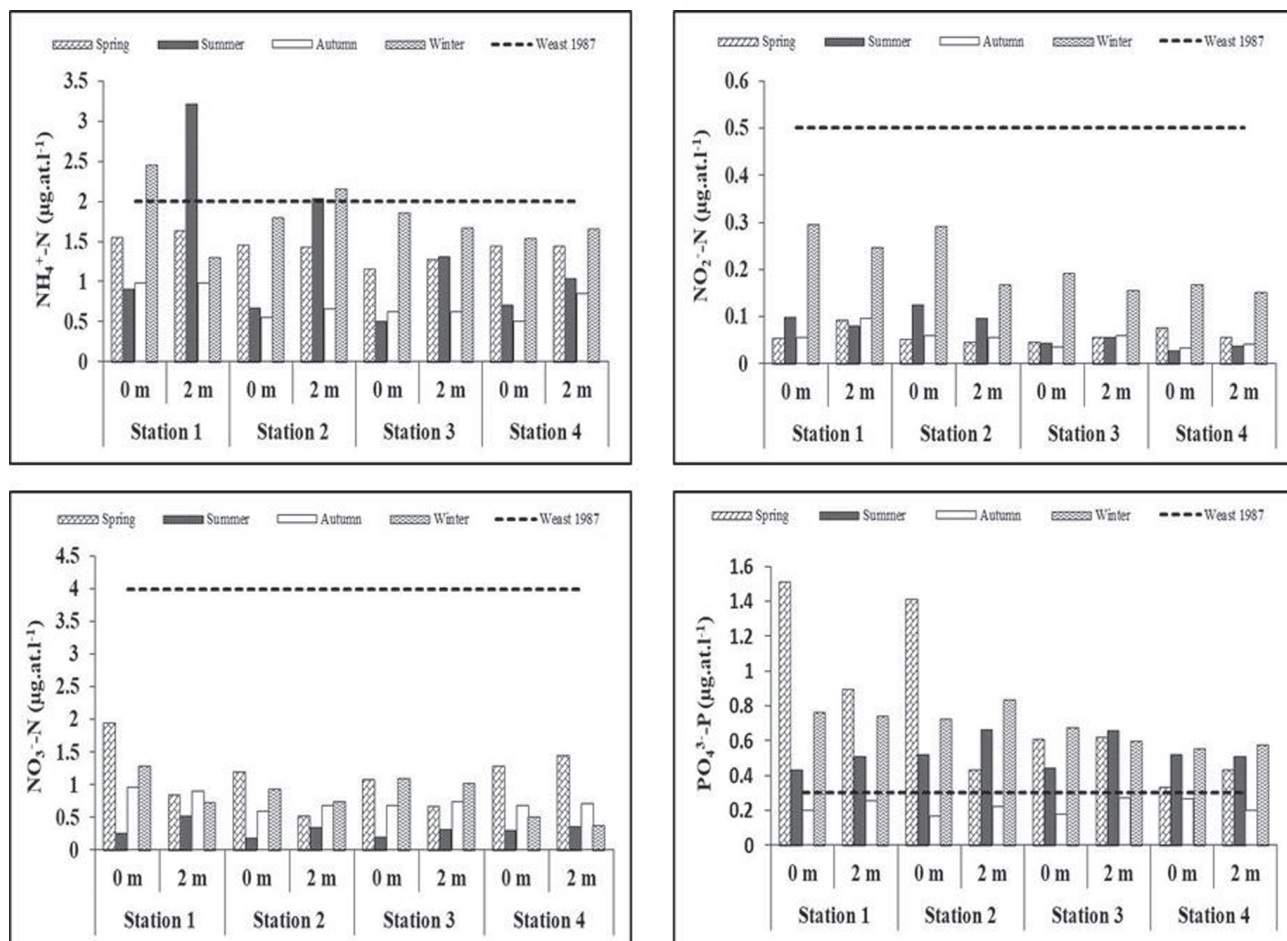 Spring Summer Autumn Winter Weast 1987
3.5
3
2.5
2
1.5
1
0.5
0
NH₄⁺-N (µg.at.l⁻¹)
0 m 2 m 0 m 2 m 0 m 2 m 0 m 2 m
Station 1 Station 2 Station 3 Station 4
Spring Summer Autumn Winter Weast 1987
0.6
0.5
0.4
0.3
0.2
0.1
0
NO₂⁻-N (µg.at.l⁻¹)
0 m 2 m 0 m 2 m 0 m 2 m 0 m 2 m
Station 1 Station 2 Station 3 Station 4
Spring Summer Autumn Winter Weast 1987
4.5
4
3.5
3
2.5
2
1.5
1
0.5
0
NO₃⁻-N (µg.at.l⁻¹)
0 m 2 m 0 m 2 m 0 m 2 m 0 m 2 m
Station 1 Station 2 Station 3 Station 4
Spring Summer Autumn Winter Weast 1987
1.6
1.4
1.2
1
0.8
0.6
0.4
0.2
0
PO₄³⁻-P (µg.at.l⁻¹)
0 m 2 m 0 m 2 m 0 m 2 m 0 m 2 m
Station 1 Station 2 Station 3 Station 4